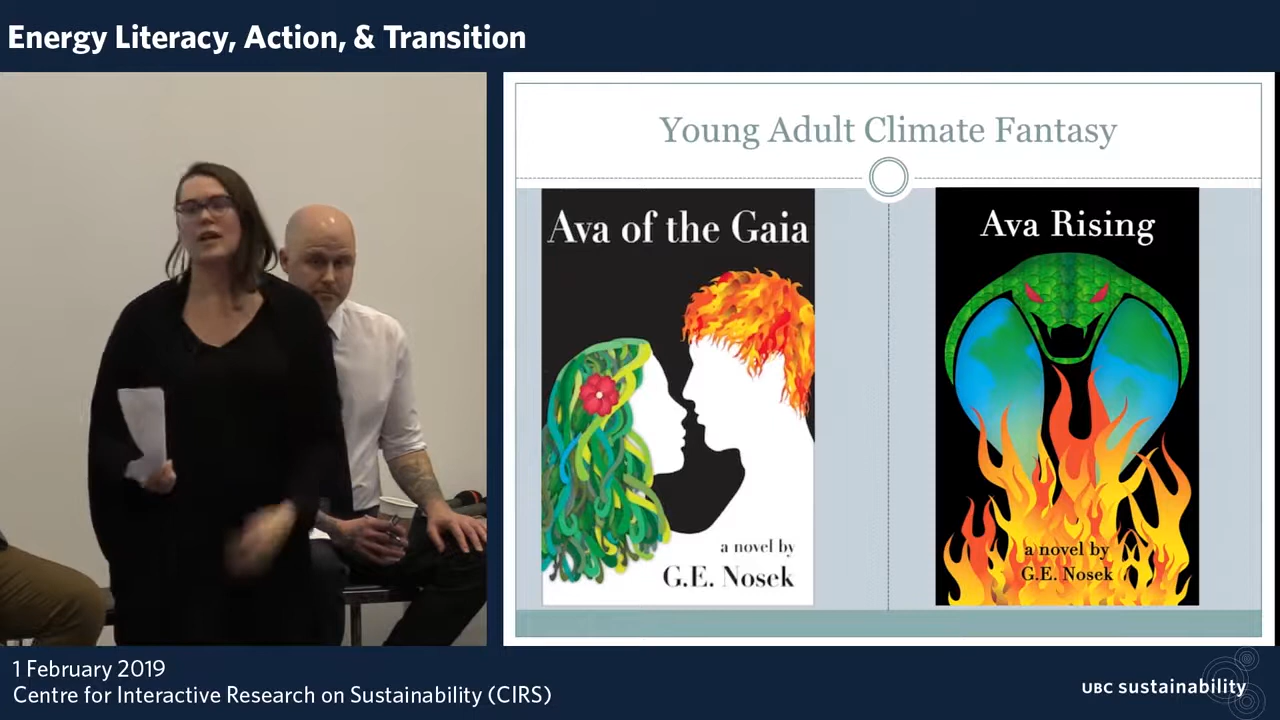 Energy Literacy, Action, & Transition
Young Adult Climate Fantasy
Ava of the Gaia
a novel by
G.E. Nosek
Ava Rising
a novel by
G.E. Nosek
1 February 2019
Centre for Interactive Research on Sustainability (CIRS)
UBC sustainability